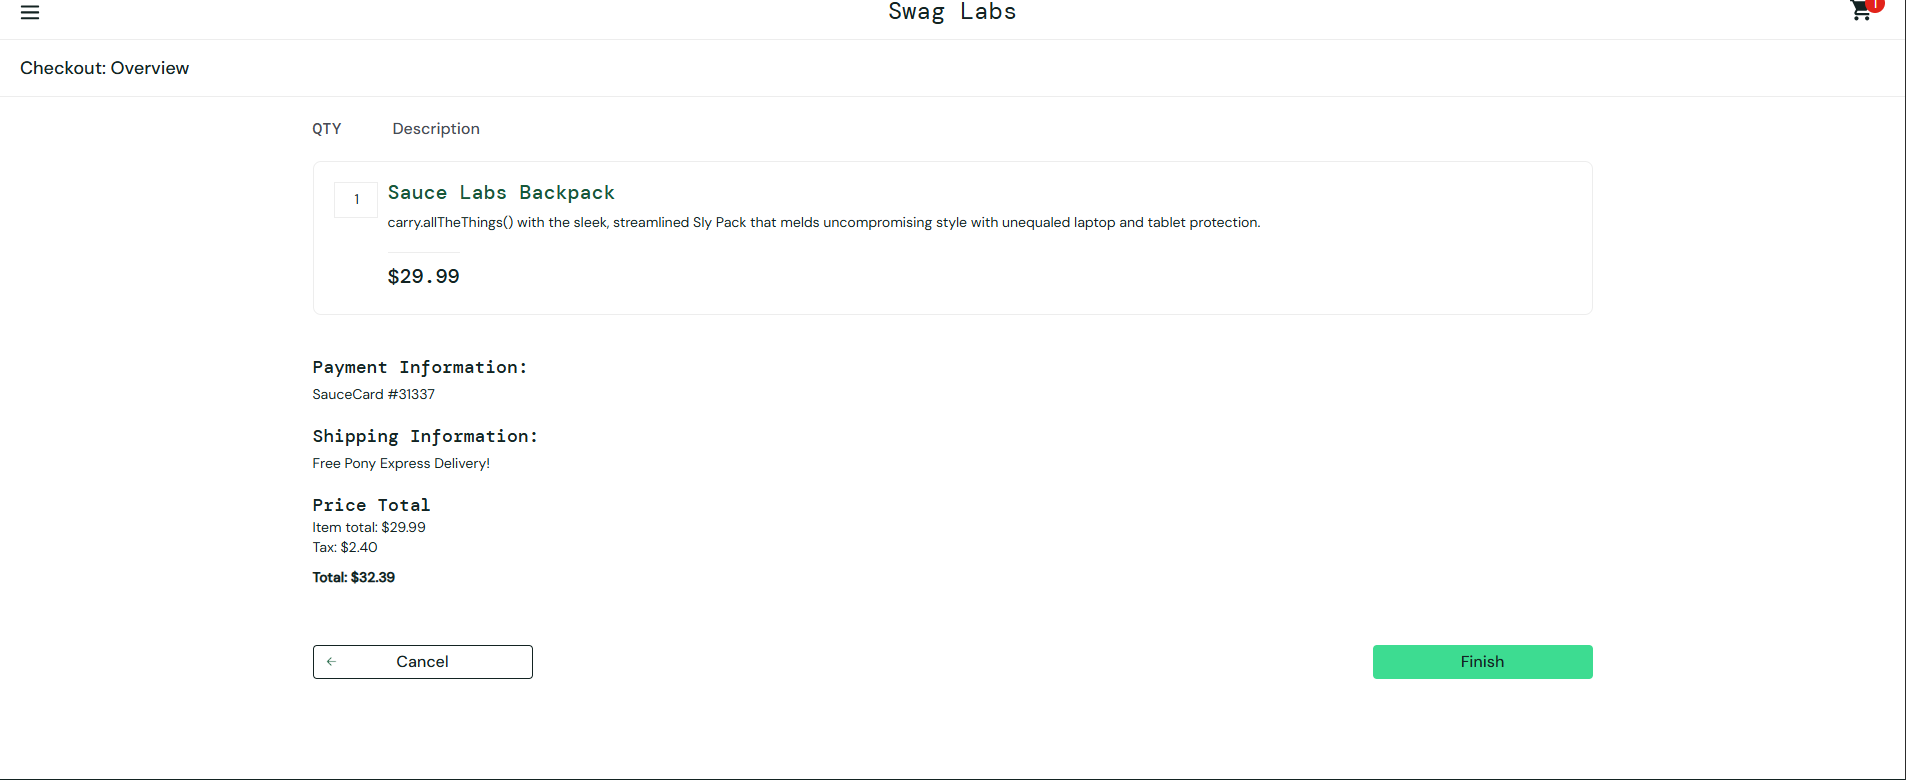 Swag Labs
1
Checkout: Overview
QTY Description
1
Sauce Labs Backpack
carry.allTheThings() with the sleek, streamlined Sly Pack that melds uncompromising style with unequaled laptop and tablet protection.
$29.99
Payment Information:
SauceCard #31337
Shipping Information:
Free Pony Express Delivery!
Price Total
Item total: $29.99
Tax: $2.40
Total: $32.39
Cancel
Finish